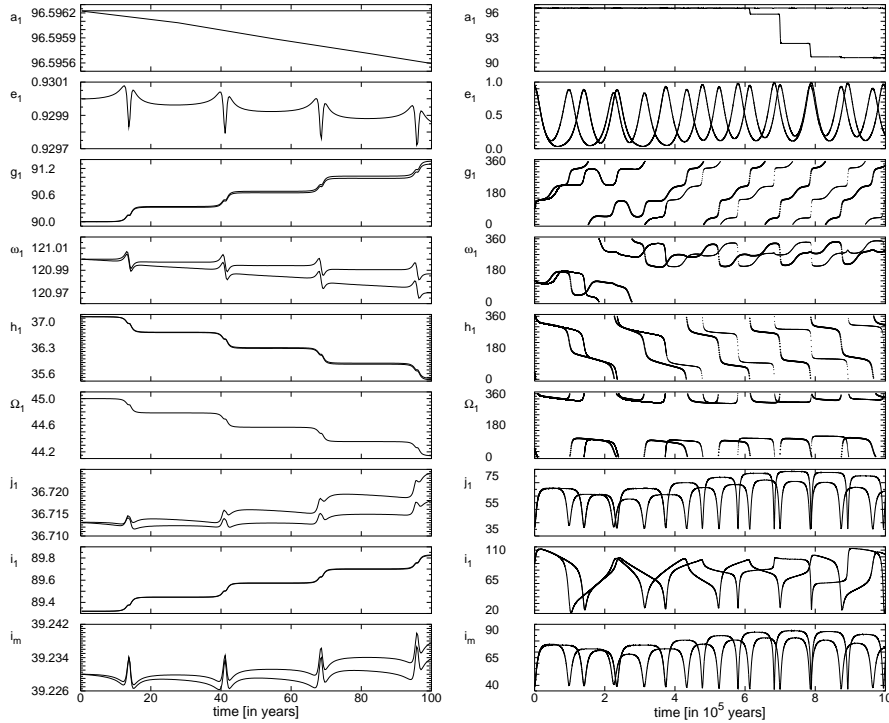 a1
96.5962
96.5959
96.5956
e1
0.9301
0.9299
0.9297
g1
91.2
90.6
90.0
ω1
121.01
120.99
120.97
h1
37.0
36.3
35.6
Ω1
45.0
44.6
44.2
j1
36.720
36.715
36.710
i1
89.8
89.6
89.4
im
39.242
39.234
39.226
0 20 40 60 80 100
time [in years]
a1
96
93
90
e1
1.0
0.5
0.0
g1
360
180
0
ω1
360
180
0
h1
360
180
0
Ω1
360
180
0
j1
75
55
35
i1
110
65
20
im
90
65
40
0 2 4 6 8 10
time [in 10^5 years]